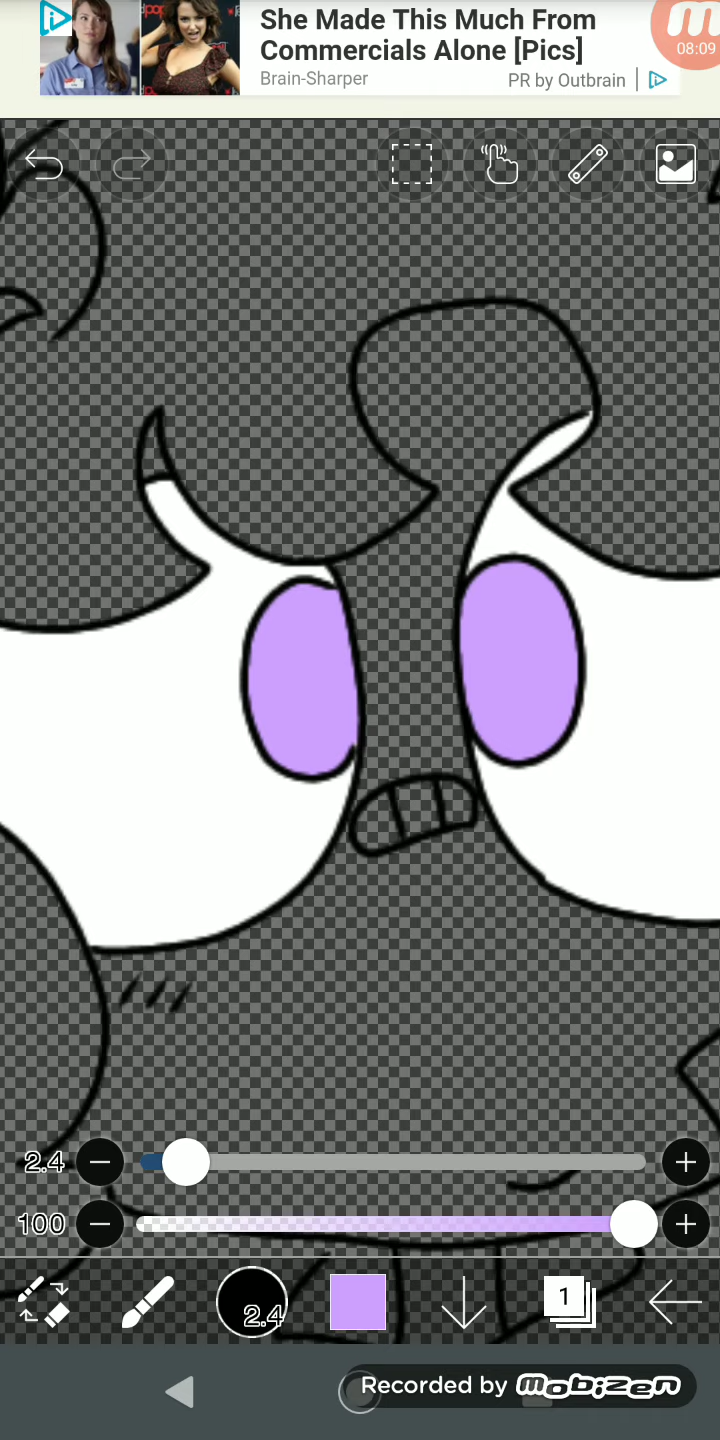 She Made This Much From
Commercials Alone [Pics]
Brain-Sharper
PR by Outbrain
08:09
2.4
100
2.4
1
Recorded by mobizen